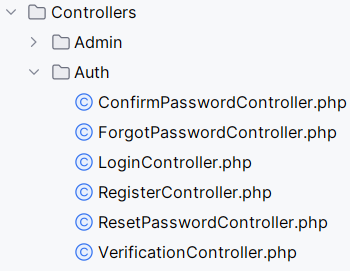 Controllers
Admin
Auth
ConfirmPasswordController.php
ForgotPasswordController.php
LoginController.php
RegisterController.php
ResetPasswordController.php
VerificationController.php